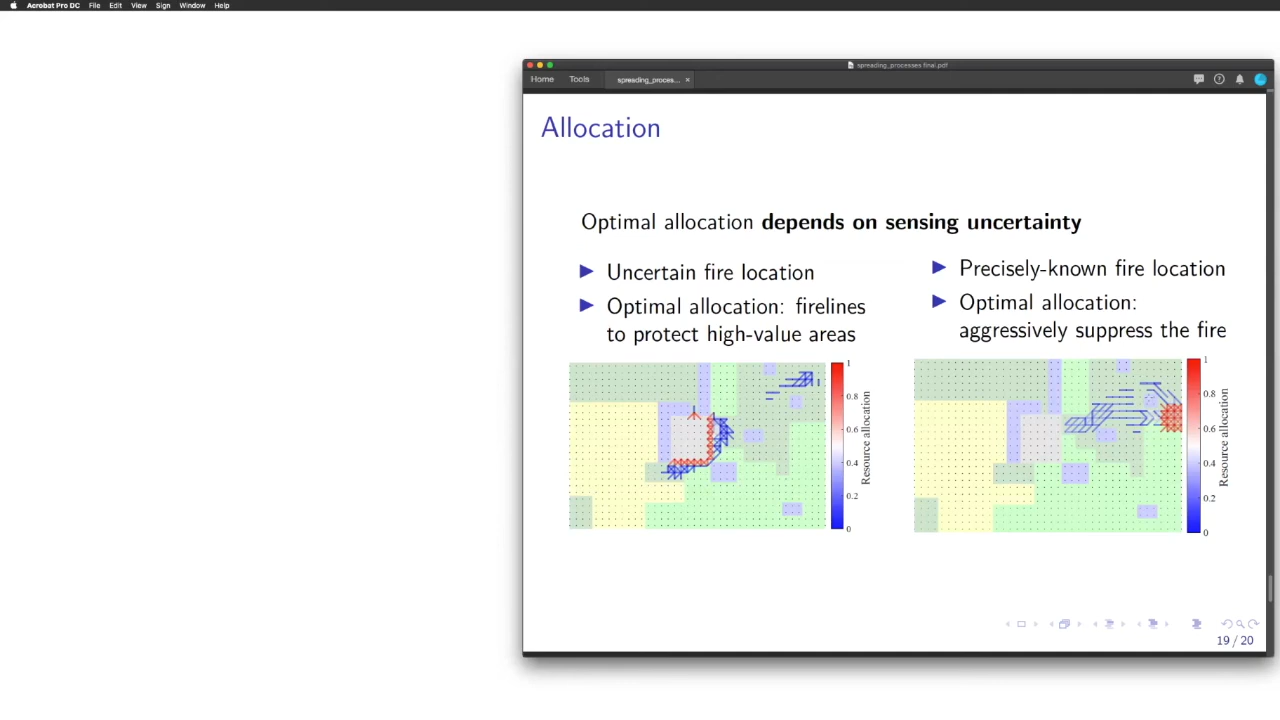 Acrobat Pro DC File Edit View Sign Window Help
spreading_processes final.pdf
Home Tools spreading_proces... ×
Allocation
Optimal allocation depends on sensing uncertainty
Uncertain fire location
Optimal allocation: firelines
to protect high-value areas
1
0.8
0.6
0.4
0.2
0
Resource allocation
Precisely-known fire location
Optimal allocation:
aggressively suppress the fire
1
0.8
0.6
0.4
0.2
0
Resource allocation
19 / 20